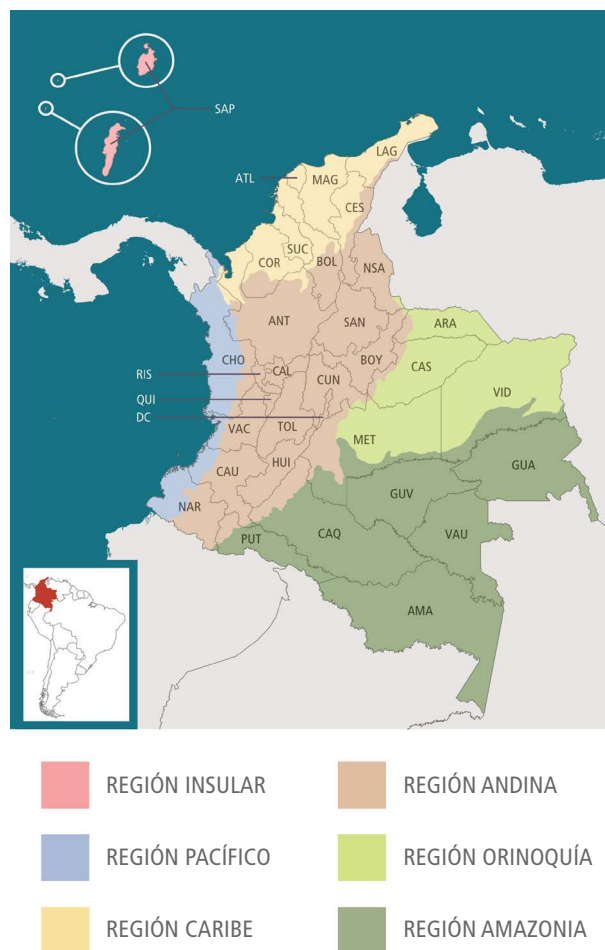 SAP
LAG
ATL
MAG
CES
SUC
COR
BOL
NSA
ANT
SAN
ARA
CHO
BOY
CAS
RIS
CAL
CUN
QUI
VID
DC
VAC
TOL
MET
HUI
GUA
CAU
GUV
NAR
PUT
CAQ
VAU
AMA
REGIÓN INSULAR
REGIÓN ANDINA
REGIÓN PACÍFICO
REGIÓN ORINOQUÍA
REGIÓN CARIBE
REGIÓN AMAZONIA